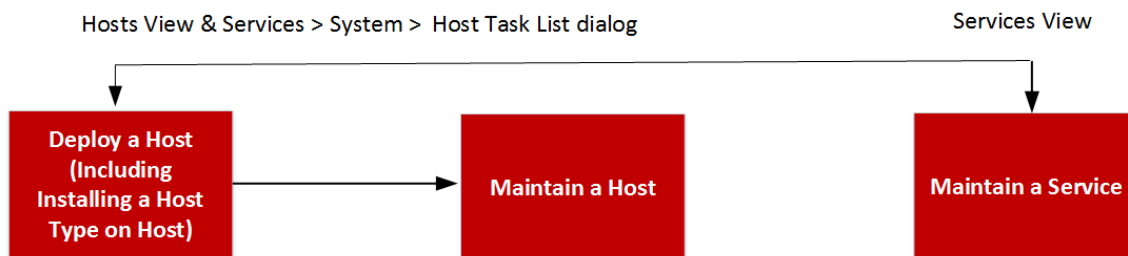 Hosts View & Services > System > Host Task List dialog
Services View
Deploy a Host
(Including
Installing a Host
Type on Host)
Maintain a Host
Maintain a Service